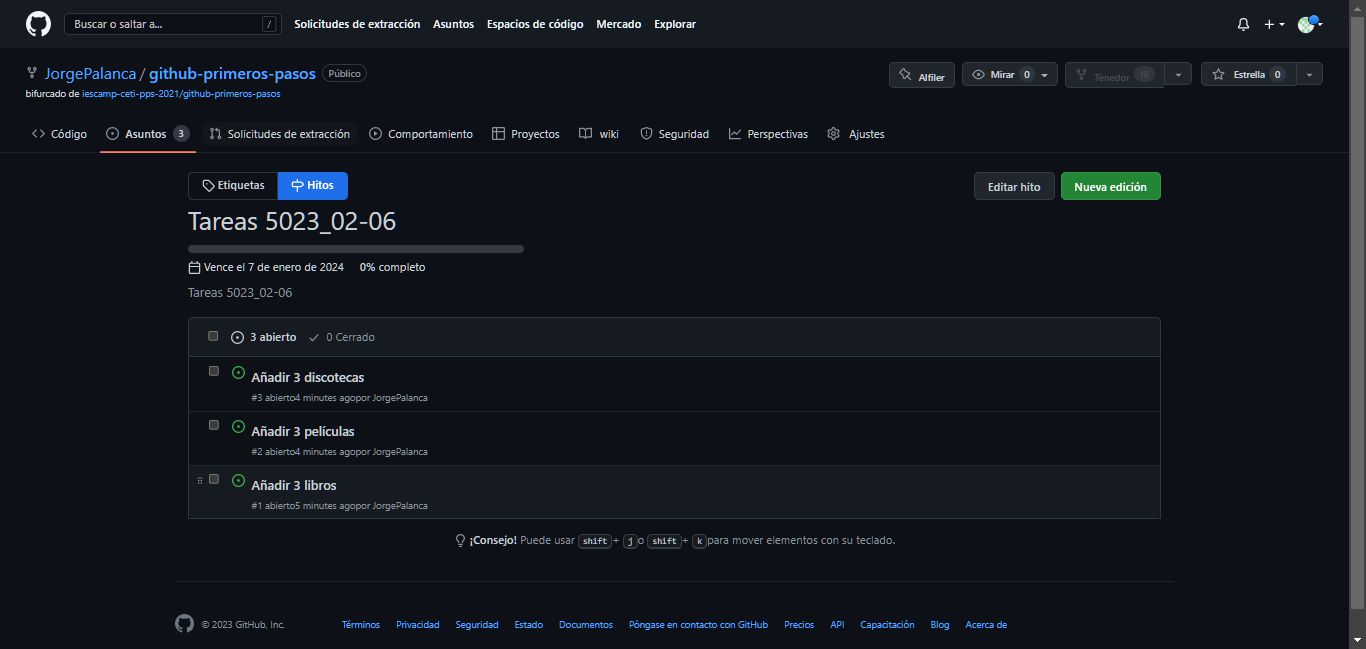 Buscar o saltar a... / Solicitudes de extracción Asuntos Espacios de código Mercado Explorar
JorgePalanca / github-primeros-pasos Público
Alfiler Mirar 0 Tenedor 18 Estrella 0
bifurcado de iescamp-ceti-pps-2021/github-primeros-pasos
Código Asuntos 3 Solicitudes de extracción Comportamiento Proyectos wiki Seguridad Perspectivas Ajustes
Etiquetas Hitos Editar hito Nueva edición
Tareas 5023_02-06
Vence el 7 de enero de 2024 0% completo
Tareas 5023_02-06
3 abierto 0 Cerrado
Añadir 3 discotecas
#3 abierto4 minutes agopor JorgePalanca
Añadir 3 películas
#2 abierto4 minutes agopor JorgePalanca
Añadir 3 libros
#1 abierto5 minutes agopor JorgePalanca
¡Consejo! Puede usar shift+ jo shift+ kpara mover elementos con su teclado.
© 2023 GitHub, Inc. Términos Privacidad Seguridad Estado Documentos Póngase en contacto con GitHub Precios API Capacitación Blog Acerca de